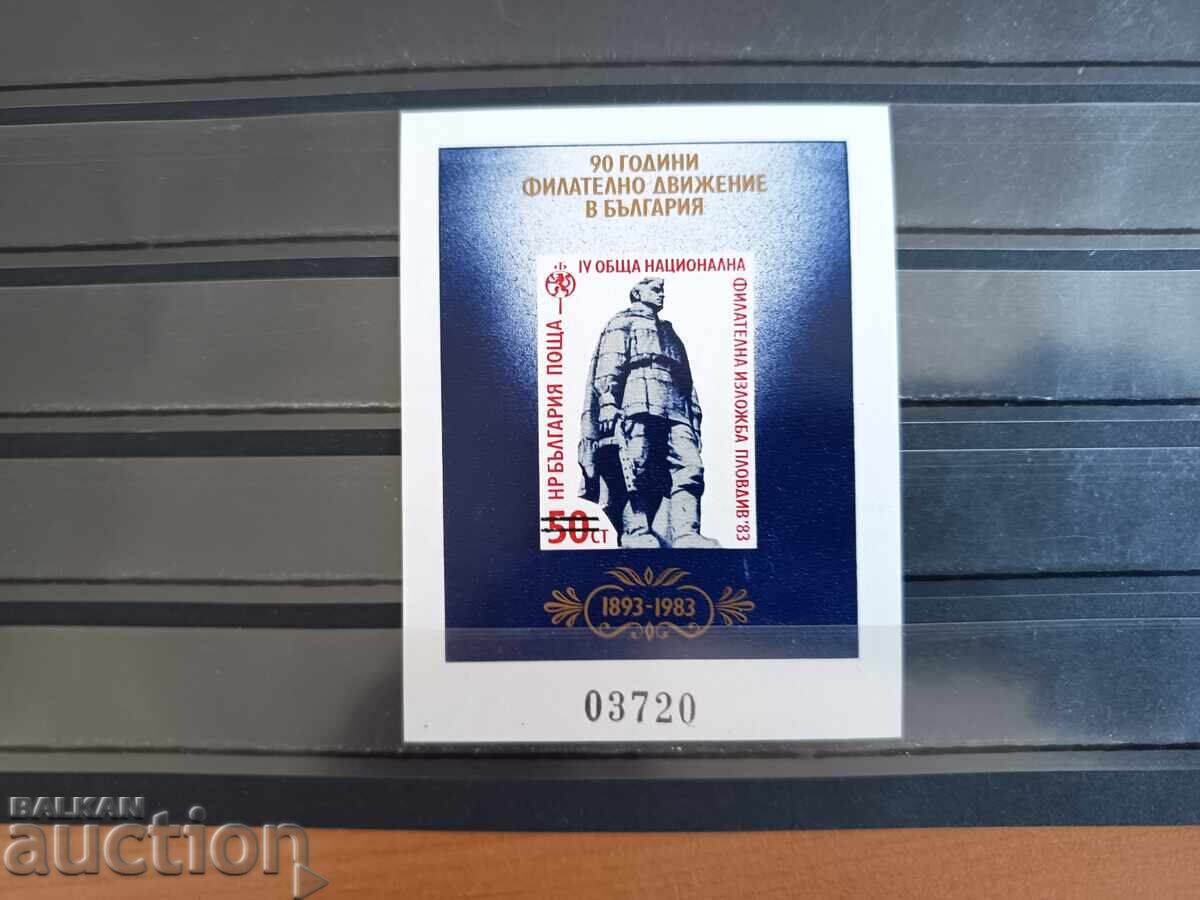 90 ГОДИНИ
ФИЛАТЕЛНО ДВИЖЕНИЕ
В БЪЛГАРИЯ
Б
IV ОБЩА НАЦИОНАЛНА
ФИЛАТЕЛНА ИЗЛОЖБА ПЛОВДИВ'83
НР БЪЛГАРИЯ ПОЩА
50 СТ
1893-1983
03720
BALKAN
auction